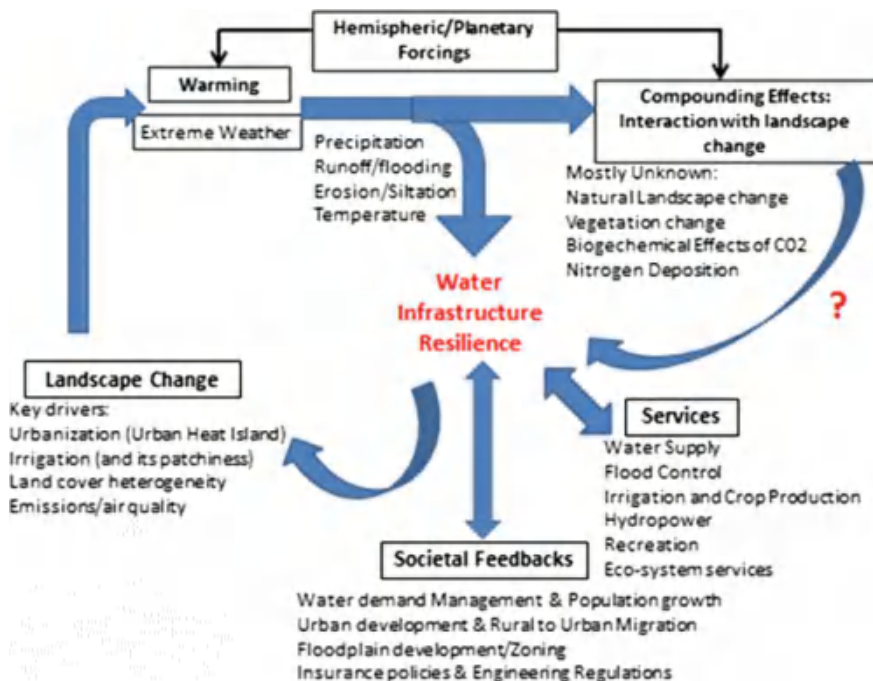 Hemispheric/Planetary
Forcings
Warming
Extreme Weather
Precipitation
Runoff/flooding
Erosion/Siltation
Temperature
Compounding Effects:
Interaction with landscape
change
Mostly Unknown:
Natural Landscape change
Vegetation change
Biogechemical Effects of CO2
Nitrogen Deposition
?
Water
Infrastructure
Resilience
Landscape Change
Key drivers:
Urbanization (Urban Heat Island)
Irrigation (and its patchiness)
Land cover heterogeneity
Emissions/air quality
Services
Water Supply
Flood Control
Irrigation and Crop Production
Hydropower
Recreation
Eco-system services
Societal Feedbacks
Water demand Management & Population growth
Urban development & Rural to Urban Migration
Floodplain development/Zoning
Insurance policies & Engineering Regulations